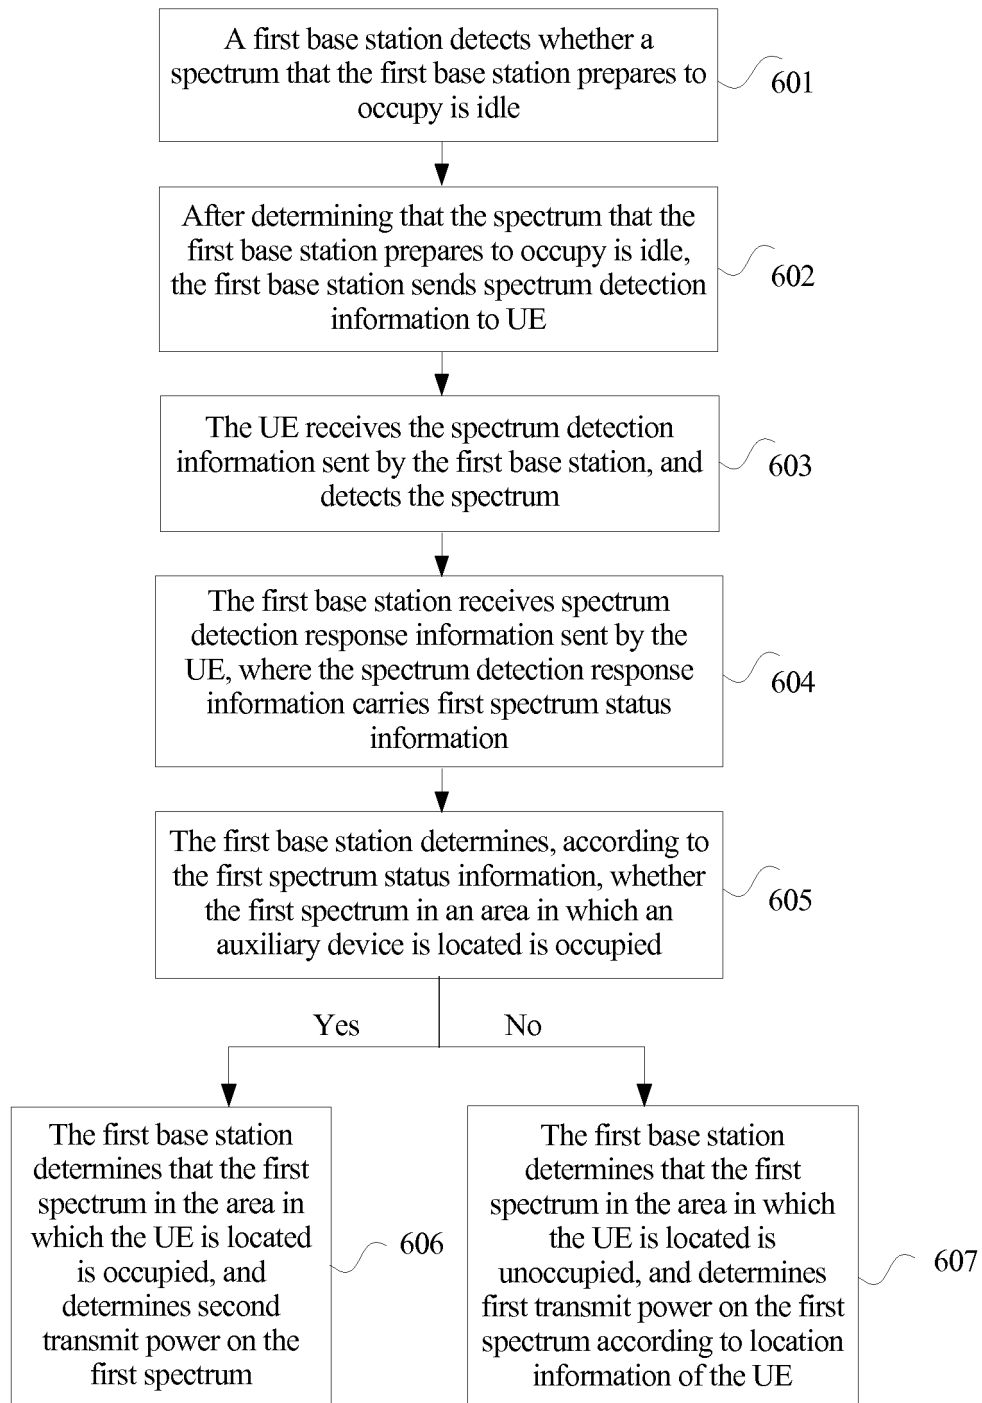 A first base station detects whether a
spectrum that the first base station prepares to
occupy is idle
601
After determining that the spectrum that the
first base station prepares to occupy is idle,
the first base station sends spectrum detection
information to UE
602
The UE receives the spectrum detection
information sent by the first base station, and
detects the spectrum
603
The first base station receives spectrum
detection response information sent by the
UE, where the spectrum detection response
information carries first spectrum status
information
604
The first base station determines, according to
the first spectrum status information, whether
the first spectrum in an area in which an
auxiliary device is located is occupied
605
Yes
No
The first base station
determines that the first
spectrum in the area in
which the UE is located
is occupied, and
determines second
transmit power on the
first spectrum
606
The first base station
determines that the first
spectrum in the area in which
the UE is located is
unoccupied, and determines
first transmit power on the first
spectrum according to location
information of the UE
607